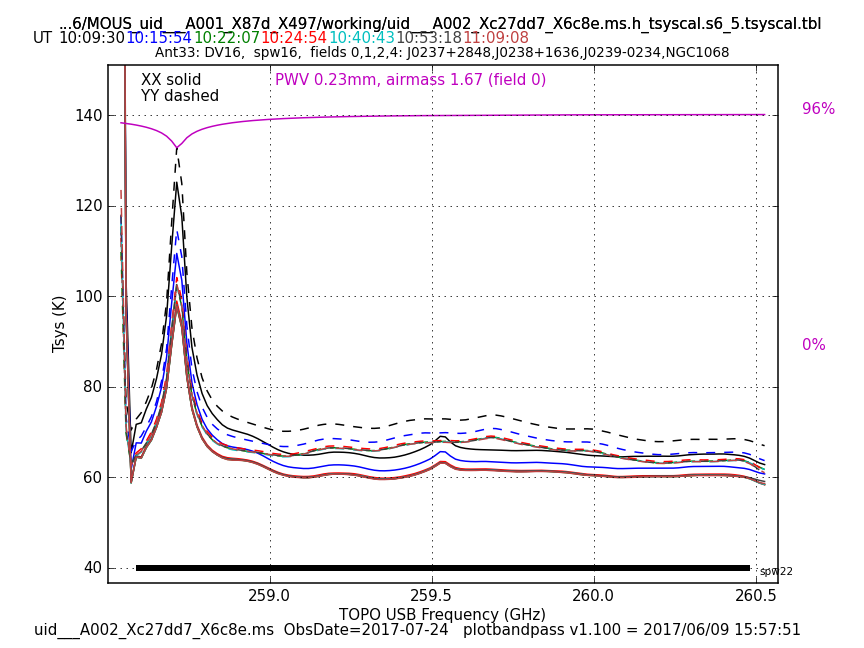 ...6/MOUS_uid___A001_X87d_X497/working/uid___A002_Xc27dd7_X6c8e.ms.h_tsyscal.s6_5.tsyscal.tbl
UT 10:09:30 10:15:54 10:22:07 10:24:54 10:40:43 10:53:18 11:09:08
Ant33: DV16, spw16, fields 0,1,2,4: J0237+2848,J0238+1636,J0239-0234,NGC1068
XX solid
YY dashed
PWV 0.23mm, airmass 1.67 (field 0)
96%
0%
140
120
100
80
60
40
Tsys (K)
spw22
259.0
259.5
260.0
260.5
TOPO USB Frequency (GHz)
uid___A002_Xc27dd7_X6c8e.ms ObsDate=2017-07-24 plotbandpass v1.100 = 2017/06/09 15:57:51